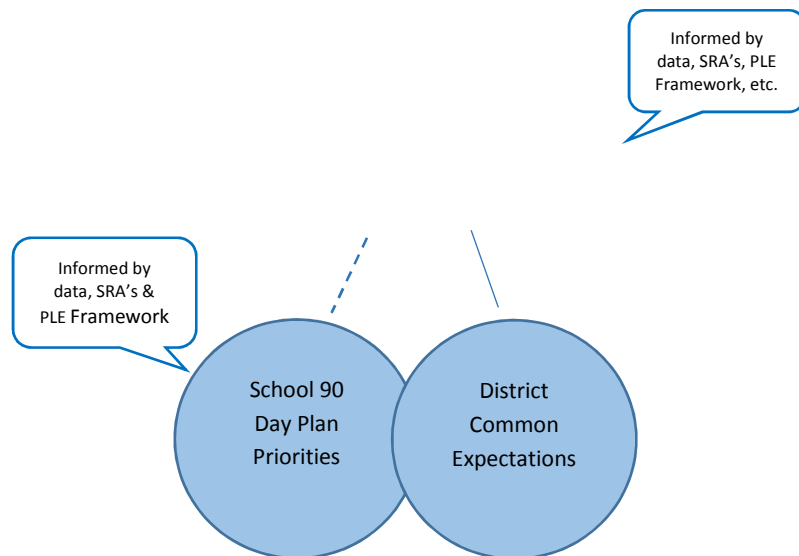 Informed by
data, SRA's, PLE
Framework, etc.
Informed by
data, SRA's &
PLE Framework
School 90
Day Plan
Priorities
District
Common
Expectations